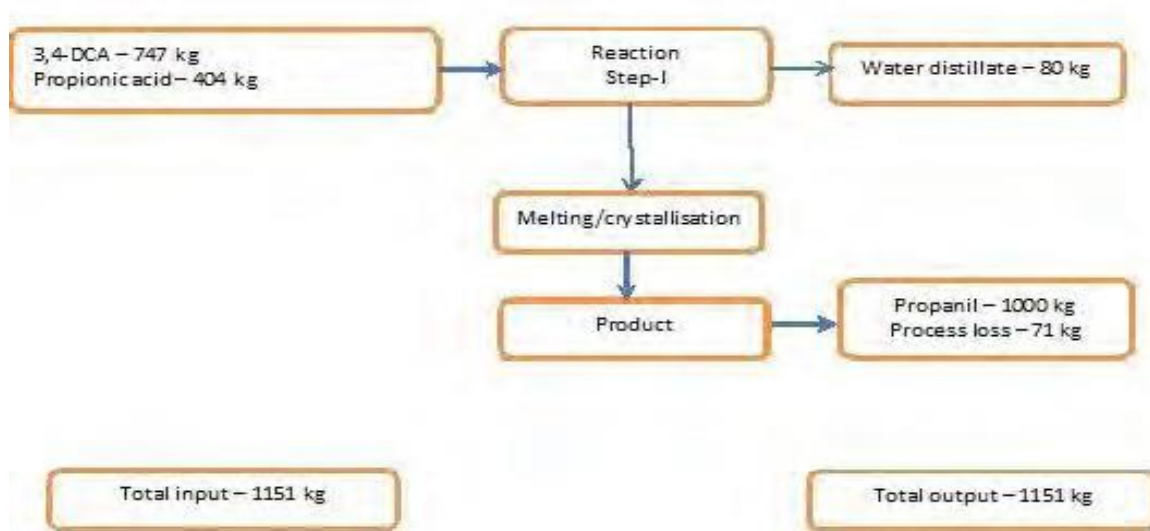 3,4-DCA – 747 kg
Propionic acid – 404 kg
Reaction
Step-I
Water distillate – 80 kg
Melting/crystallisation
Product
Propanil – 1000 kg
Process loss – 71 kg
Total input – 1151 kg
Total output – 1151 kg